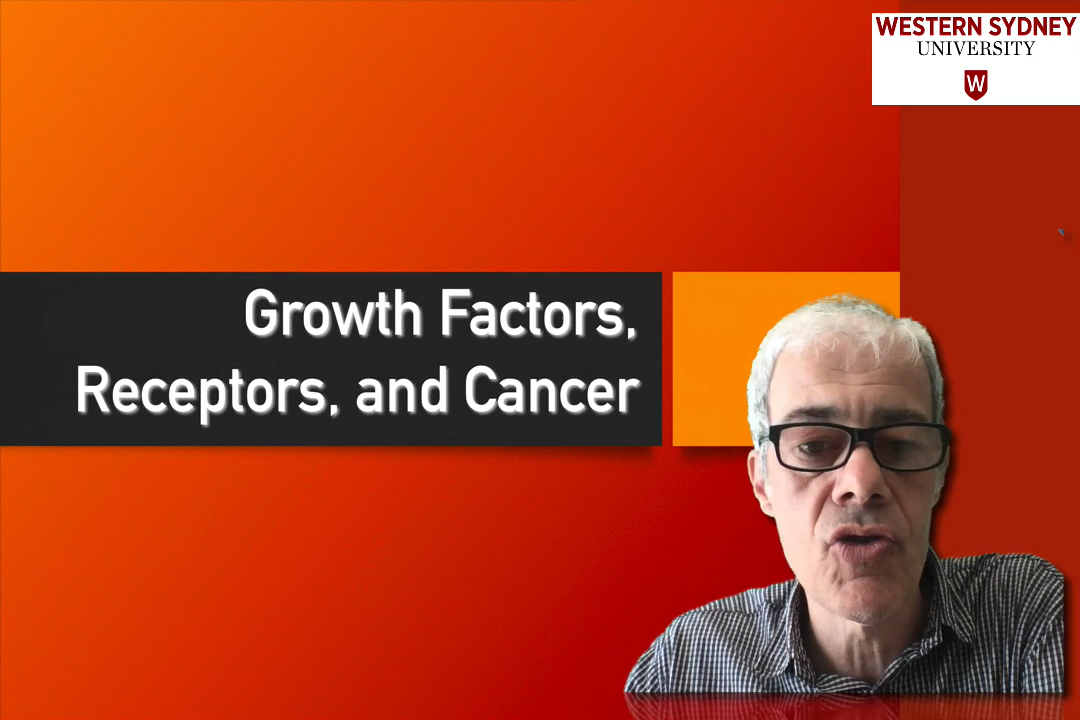 WESTERN SYDNEY
UNIVERSITY
W
Growth Factors,
Receptors, and Cancer